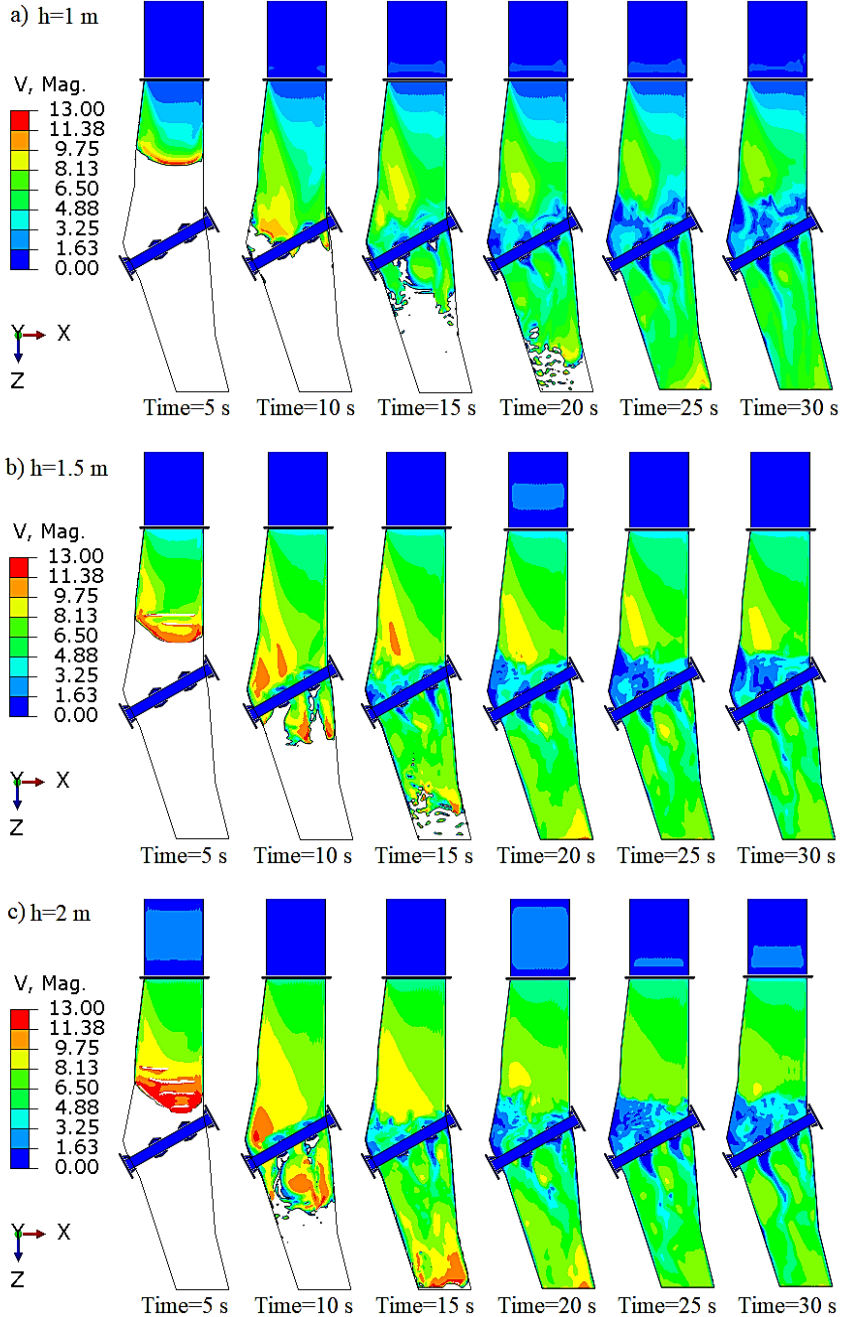 a) h=1 m
V, Mag.
13.00
11.38
9.75
8.13
6.50
4.88
3.25
1.63
0.00
Y X
Z
Time=5 s Time=10 s Time=15 s Time=20 s Time=25 s Time=30 s
b) h=1.5 m
V, Mag.
13.00
11.38
9.75
8.13
6.50
4.88
3.25
1.63
0.00
Y X
Z
Time=5 s Time=10 s Time=15 s Time=20 s Time=25 s Time=30 s
c) h=2 m
V, Mag.
13.00
11.38
9.75
8.13
6.50
4.88
3.25
1.63
0.00
Y X
Z
Time=5 s Time=10 s Time=15 s Time=20 s Time=25 s Time=30 s